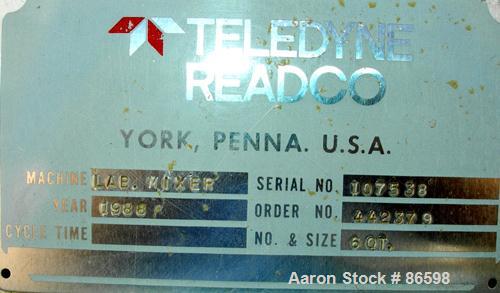 TELEDYNE
READCO
YORK, PENNA. U.S.A.
MACHINE LAB. MIXER SERIAL NO. 107538
YEAR 1988 ORDER NO. 442379
CYCLE TIME NO. & SIZE 6 QT.
Aaron Stock # 86598